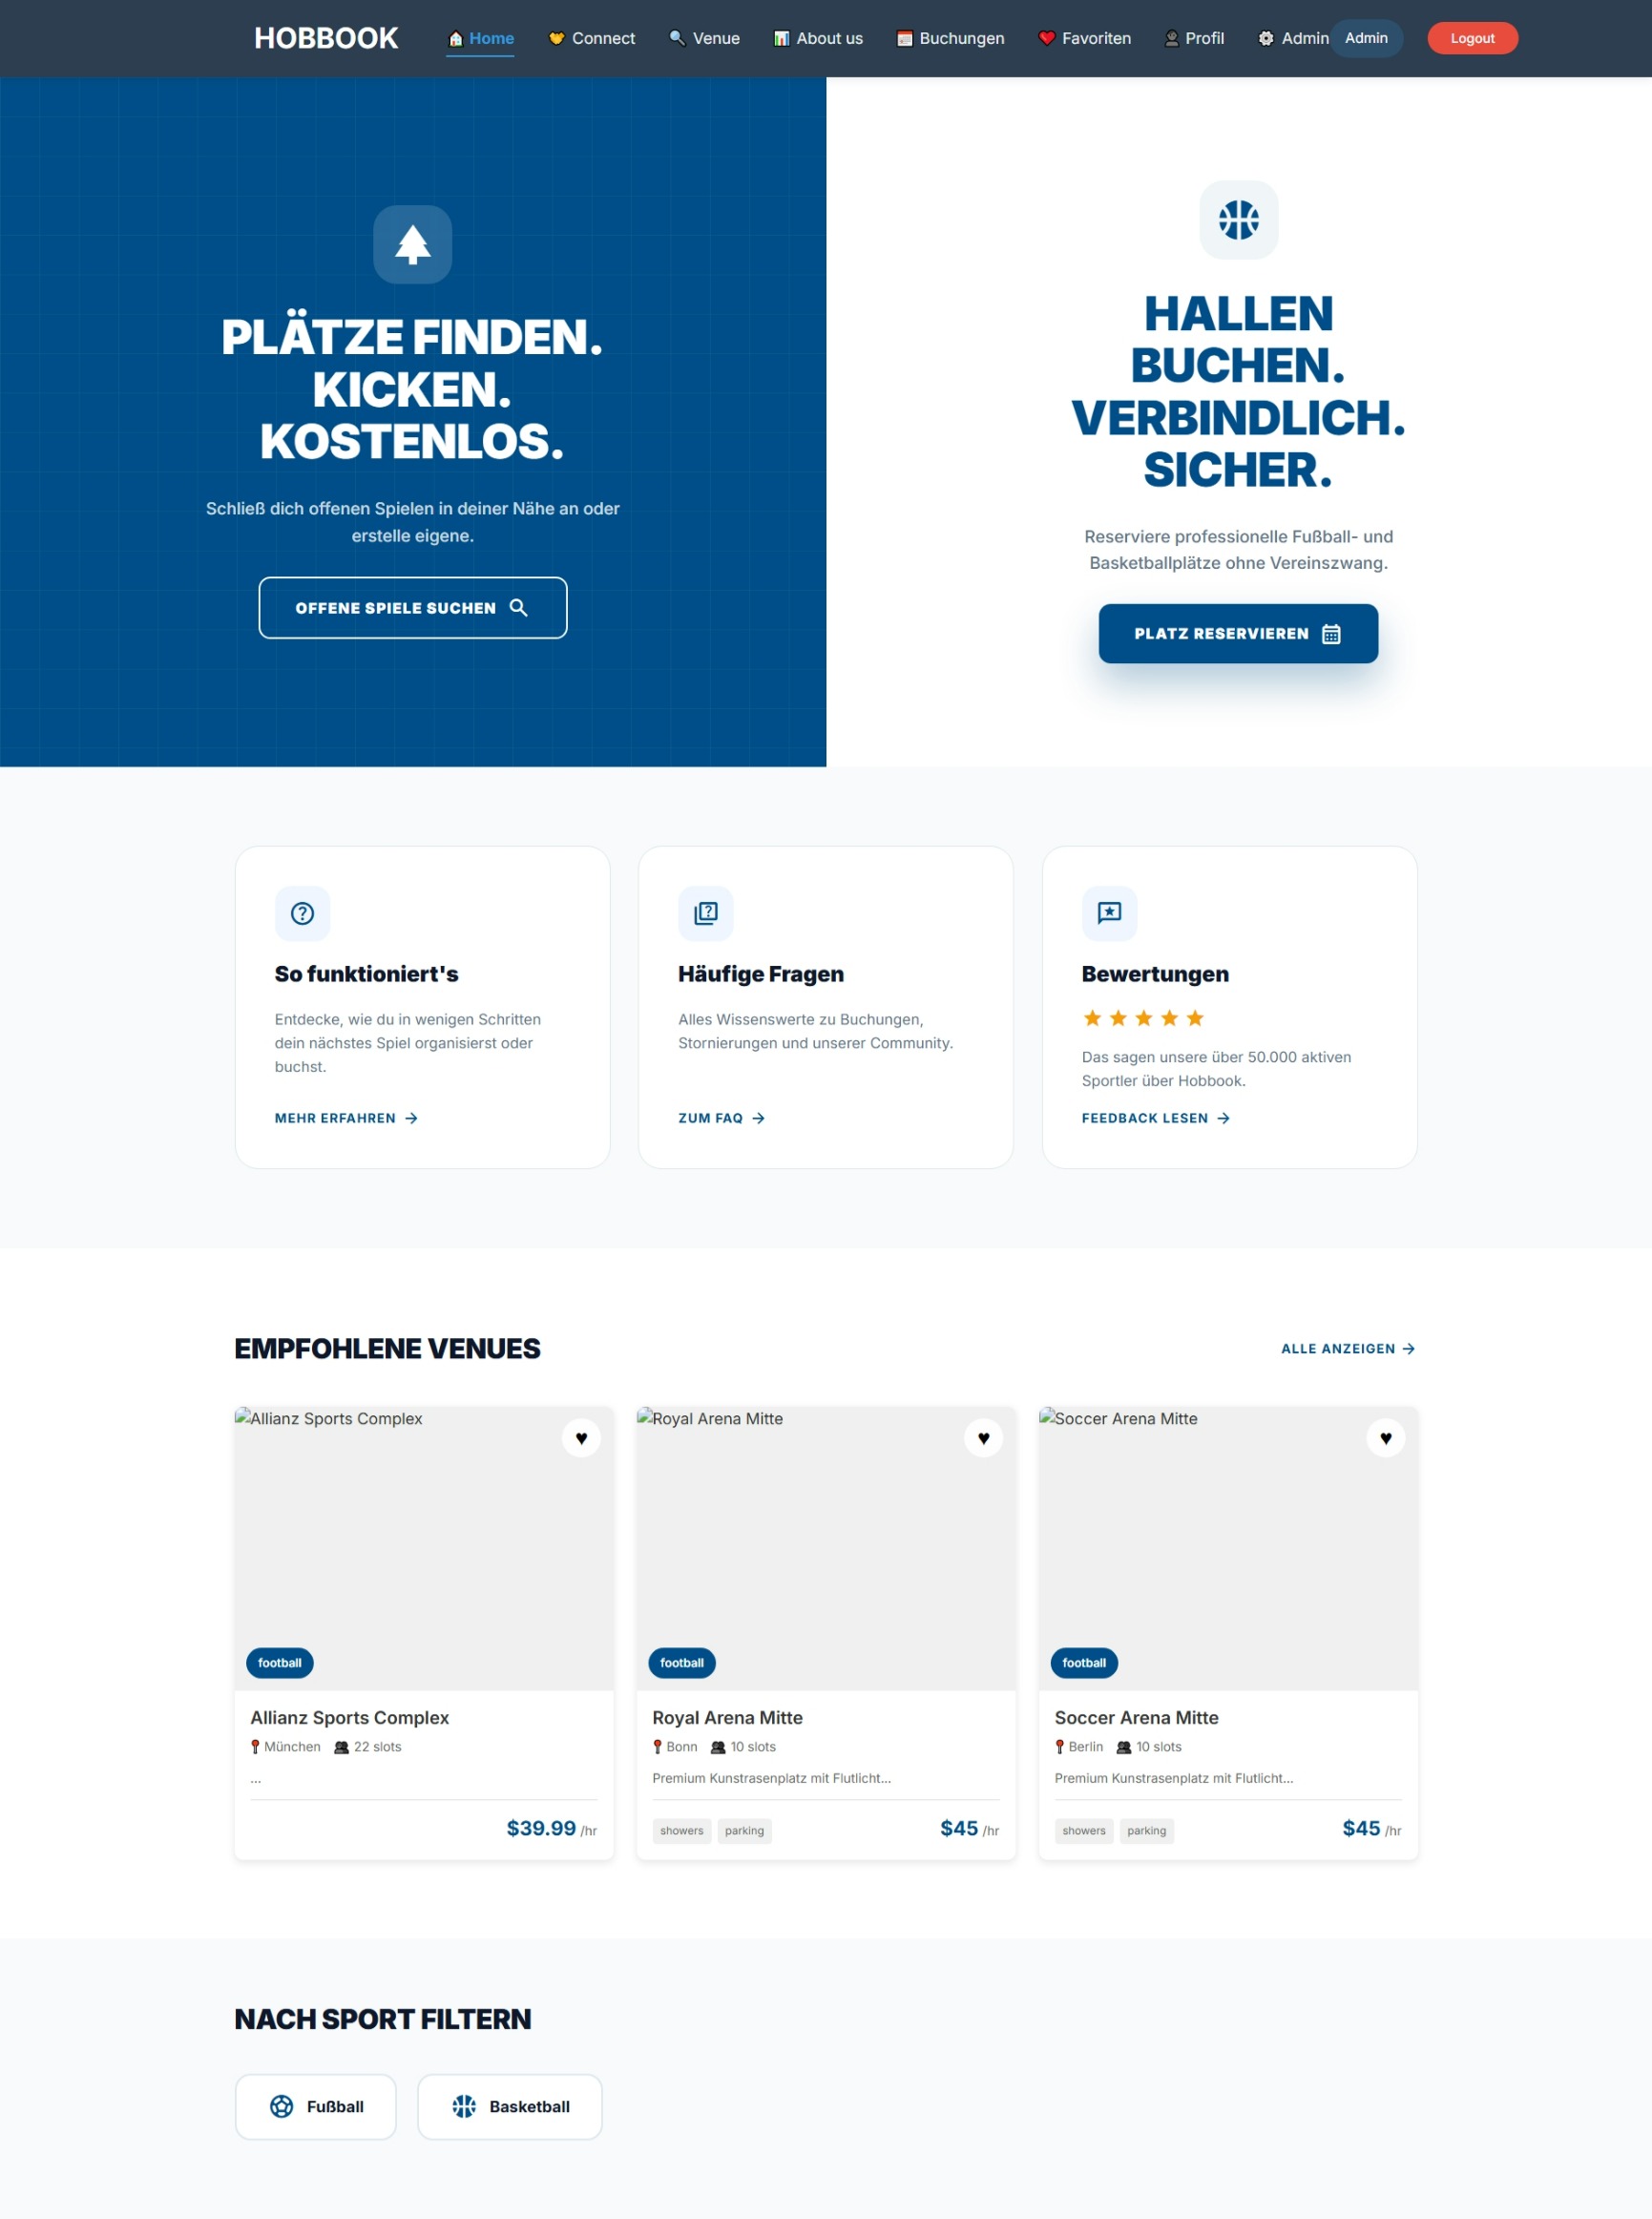 HOBBOOK
Home
Connect
Venue
About us
Buchungen
Favoriten
Profil
Admin
Admin
Logout
PLÄTZE FINDEN.
KICKEN.
KOSTENLOS.
Schließ dich offenen Spielen in deiner Nähe an oder
erstelle eigene.
OFFENE SPIELE SUCHEN
HALLEN
BUCHEN.
VERBINDLICH.
SICHER.
Reserviere professionelle Fußball- und
Basketballplätze ohne Vereinszwang.
PLATZ RESERVIEREN
So funktioniert's
Entdecke, wie du in wenigen Schritten
dein nächstes Spiel organisierst oder
buchst.
MEHR ERFAHREN
Häufige Fragen
Alles Wissenswerte zu Buchungen,
Stornierungen und unserer Community.
ZUM FAQ
Bewertungen
Das sagen unsere über 50.000 aktiven
Sportler über Hobbook.
FEEDBACK LESEN
EMPFOHLENE VENUES
ALLE ANZEIGEN
Allianz Sports Complex
football
Allianz Sports Complex
München 22 slots
...
$39.99 /hr
Royal Arena Mitte
football
Royal Arena Mitte
Bonn 10 slots
Premium Kunstrasenplatz mit Flutlicht...
showers parking $45 /hr
Soccer Arena Mitte
football
Soccer Arena Mitte
Berlin 10 slots
Premium Kunstrasenplatz mit Flutlicht...
showers parking $45 /hr
NACH SPORT FILTERN
Fußball
Basketball